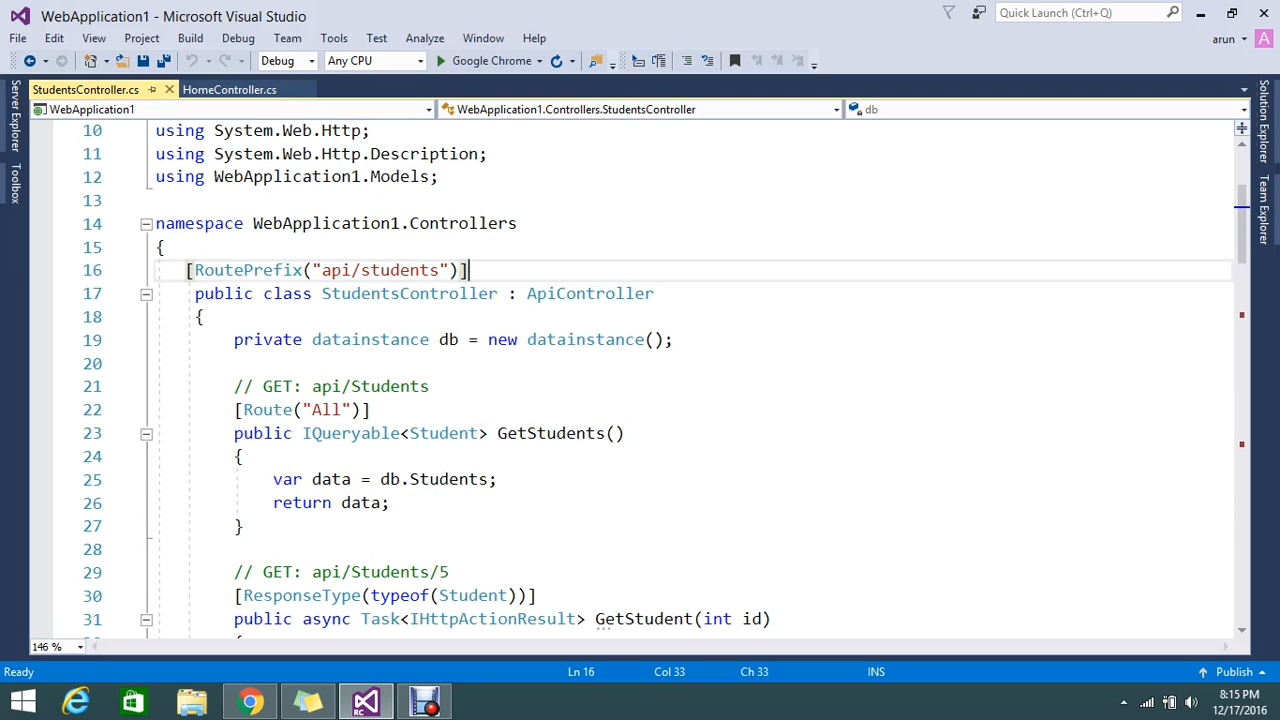 WebApplication1 - Microsoft Visual Studio
Quick Launch (Ctrl+Q)
File Edit View Project Build Debug Team Tools Test Analyze Window Help
arun A
Debug Any CPU Google Chrome
StudentsController.cs HomeController.cs
WebApplication1 WebApplication1.Controllers.StudentsController db
Server Explorer
Toolbox
Solution Explorer
Team Explorer
10 using System.Web.Http;
11 using System.Web.Http.Description;
12 using WebApplication1.Models;
13
14 namespace WebApplication1.Controllers
15 {
16 [RoutePrefix("api/students")]
17 public class StudentsController : ApiController
18 {
19 private datainstance db = new datainstance();
20
21 // GET: api/Students
22 [Route("All")]
23 public IQueryable<Student> GetStudents()
24 {
25 var data = db.Students;
26 return data;
27 }
28
29 // GET: api/Students/5
30 [ResponseType(typeof(Student))]
31 public async Task<IHttpActionResult> GetStudent(int id)
146 %
Ready Ln 16 Col 33 Ch 33 INS Publish
RC
8:15 PM
12/17/2016